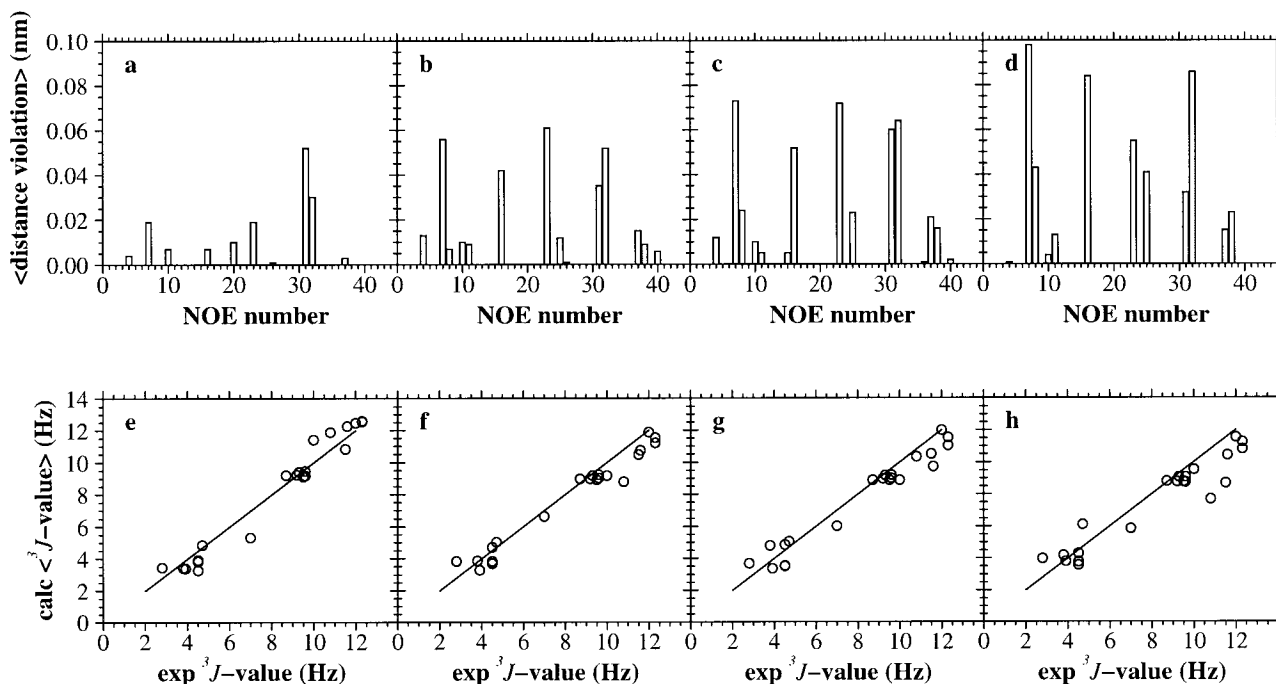 <distance violation> (nm)
0.10
0.08
0.06
0.04
0.02
0.00
a b c d
0 10 20 30 40 0 10 20 30 40 0 10 20 30 40 0 10 20 30 40
NOE number NOE number NOE number NOE number
calc <³J−value> (Hz)
14
12
10
8
6
4
2
0
e f g h
0 2 4 6 8 10 12 0 2 4 6 8 10 12 0 2 4 6 8 10 12 0 2 4 6 8 10 12
exp ³J−value (Hz) exp ³J−value (Hz) exp ³J−value (Hz) exp ³J−value (Hz)